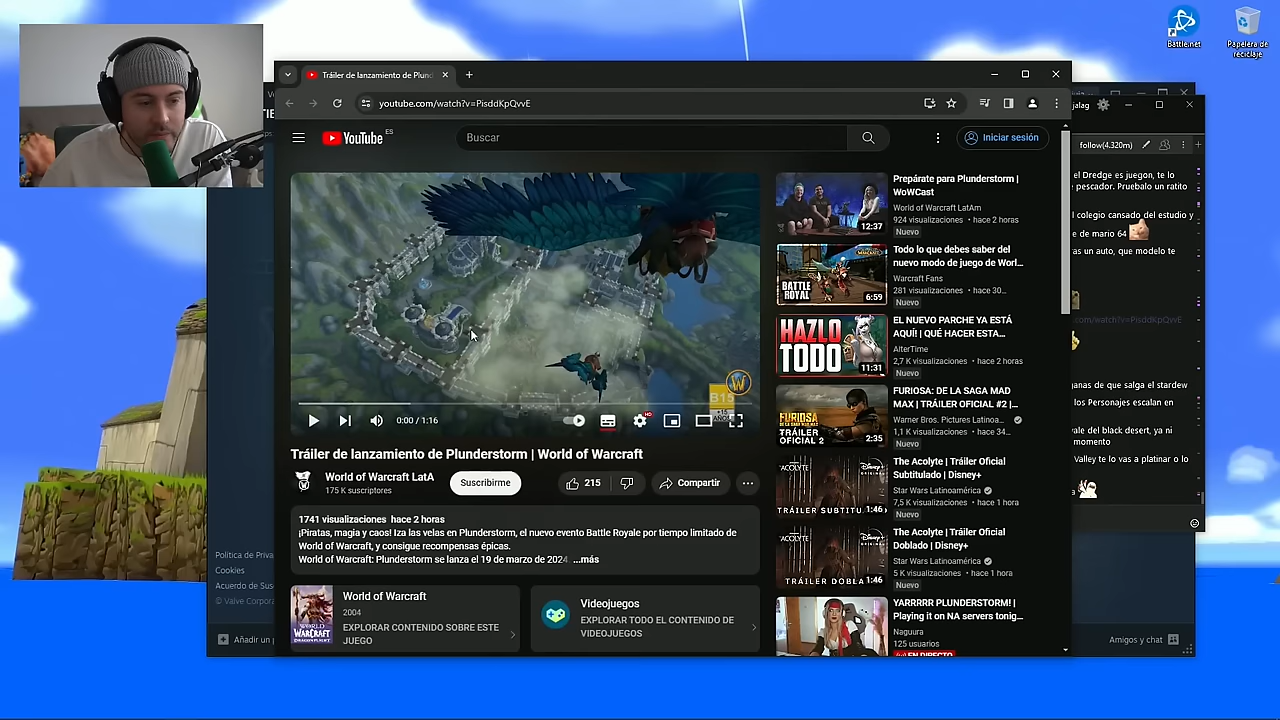 Battle.net
Papelera de
reciclaje
Tráiler de lanzamiento de Plund
youtube.com/watch?v=PisddKpQvvE
YouTube ES
Buscar
Iniciar sesión
B15
0:00 / 1:16
HD
Tráiler de lanzamiento de Plunderstorm | World of Warcraft
World of Warcraft LatA
175 K suscriptores
Suscribirme
215
Compartir
1741 visualizaciones hace 2 horas
¡Piratas, magia y caos! Iza las velas en Plunderstorm, el nuevo evento Battle Royale por tiempo limitado de
World of Warcraft, y consigue recompensas épicas.
World of Warcraft: Plunderstorm se lanza el 19 de marzo de 2024 ...más
World of Warcraft
2004
EXPLORAR CONTENIDO SOBRE ESTE
JUEGO
Videojuegos
EXPLORAR TODO EL CONTENIDO DE
VIDEOJUEGOS
12:37
Prepárate para Plunderstorm |
WoWCast
World of Warcraft LatAm
924 visualizaciones • hace 2 horas
Nuevo
BATTLE
ROYAL
6:59
Todo lo que debes saber del
nuevo modo de juego de Worl...
Warcraft Fans
281 visualizaciones • hace 30...
Nuevo
HAZLO
TODO
11:31
EL NUEVO PARCHE YA ESTÁ
AQUÍ! | QUÉ HACER ESTA...
AlterTime
2,7 K visualizaciones • hace 2 horas
Nuevo
FURIOSA
TRÁILER
OFICIAL 2
2:35
FURIOSA: DE LA SAGA MAD
MAX | TRÁILER OFICIAL #2 |...
Warner Bros. Pictures Latinoa...
1,1 K visualizaciones • hace 34...
Nuevo
ACOLYTE
Disney+
TRÁILER SUBTITU
1:46
The Acolyte | Tráiler Oficial
Subtitulado | Disney+
Star Wars Latinoamérica
7,5 K visualizaciones • hace 1 hora
Nuevo
ACOLYTE
Disney+
TRÁILER DOBLA
1:46
The Acolyte | Tráiler Oficial
Doblado | Disney+
Star Wars Latinoamérica
5 K visualizaciones • hace 1 hora
Nuevo
YARRRRR PLUNDERSTORM! |
Playing it on NA servers tonig...
Naguura
125 usuarios
EN DIRECTO
jalag
follow(4.320m)
el Dredge es juegon, te lo
pescador. Pruebalo un ratito
l colegio cansado del estudio y
e de mario 64
as un auto, que modelo te
.com/watch?v=PisddKpQvvE
ganas de que salga el stardew
los Personajes escalan en
vale del black desert, ya ni
momento
Valley te lo vas a platinar o lo
Política de Priva
Cookies
Acuerdo de Sus
© Valve Corpora
Añadir un
Amigos y chat